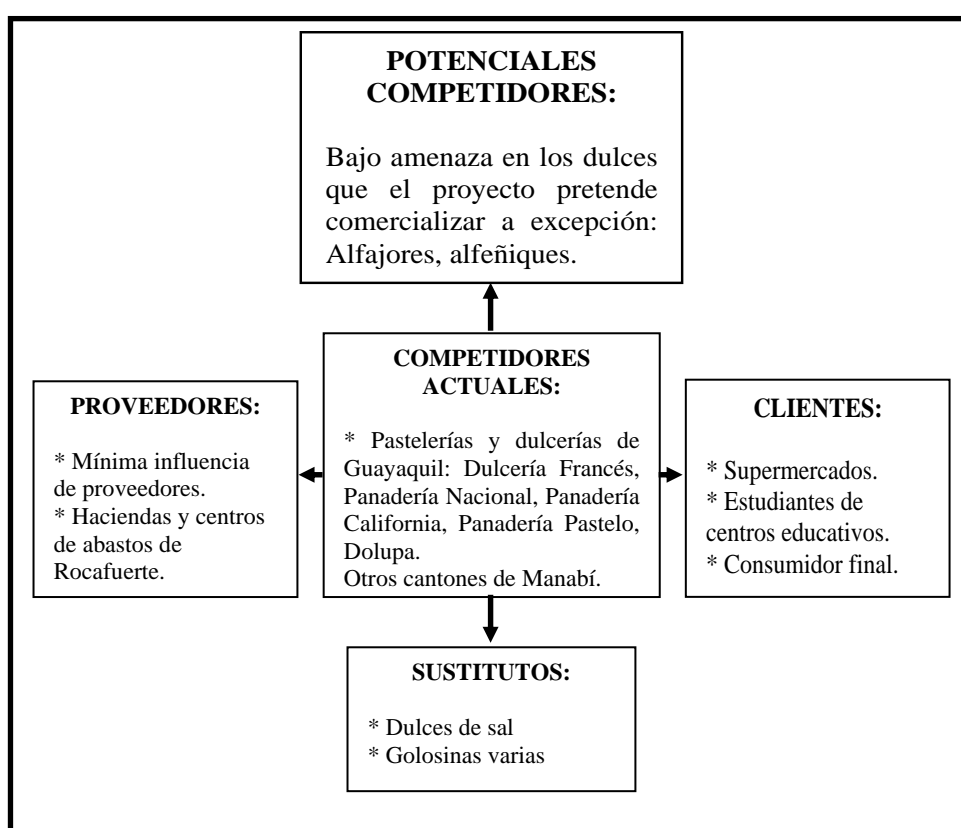 POTENCIALES
COMPETIDORES:
Bajo amenaza en los dulces
que el proyecto pretende
comercializar a excepción:
Alfajores, alfeñiques.
COMPETIDORES
ACTUALES:
* Pastelerías y dulcerías de
Guayaquil: Dulcería Francés,
Panadería Nacional, Panadería
California, Panadería Pastelo,
Dolupa.
Otros cantones de Manabí.
PROVEEDORES:
* Mínima influencia
de proveedores.
* Haciendas y centros
de abastos de
Rocafuerte.
CLIENTES:
* Supermercados.
* Estudiantes de
centros educativos.
* Consumidor final.
SUSTITUTOS:
* Dulces de sal
* Golosinas varias